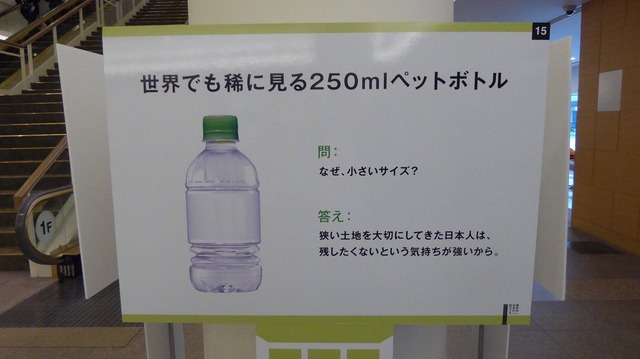 15
世界でも稀に見る250mlペットボトル
問：
なぜ、小さいサイズ？
答え：
狭い土地を大切にしてきた日本人は、
残したくないという気持ちが強いから。
1F